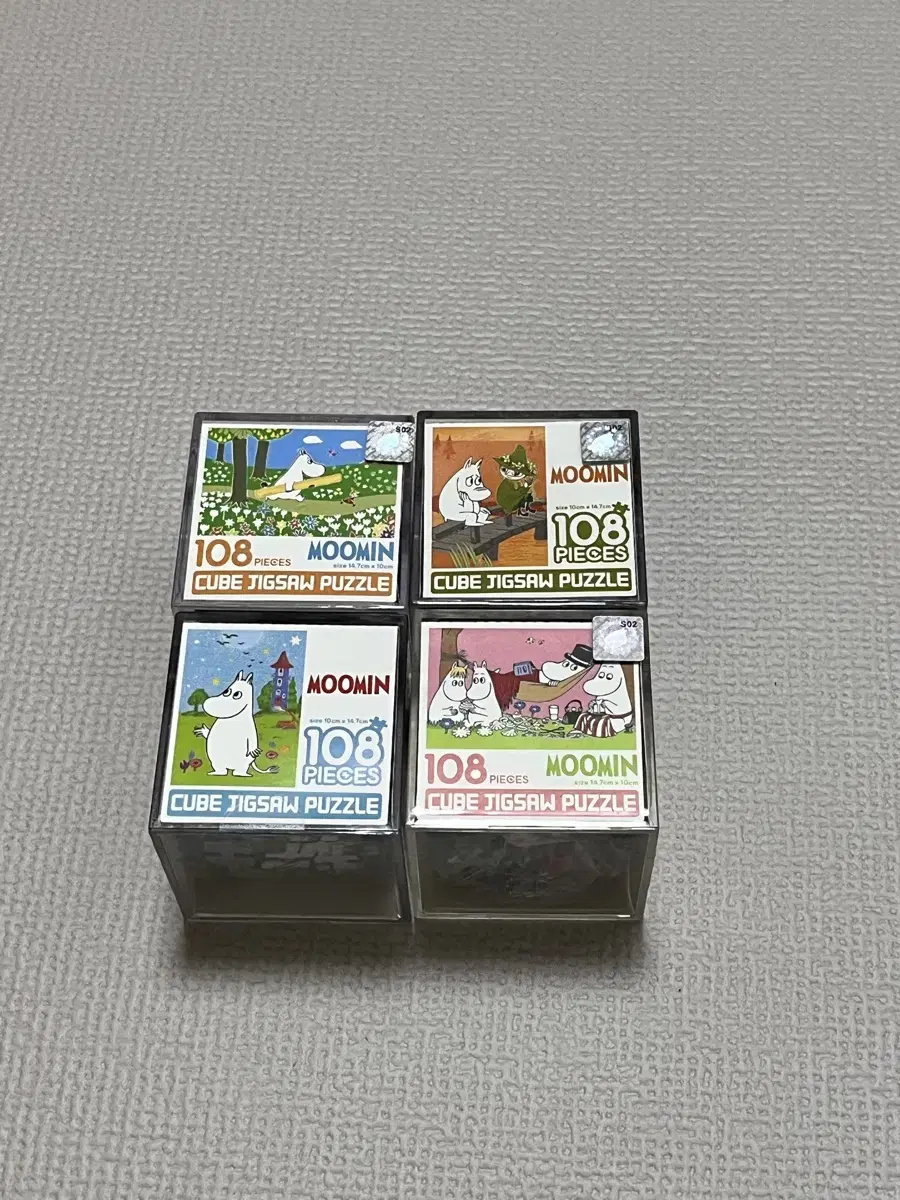 S02
108 PIECES MOOMIN
size 14.7cm x 10cm
CUBE JIGSAW PUZZLE
MOOMIN
size 10cm x 14.7cm
108
PIECES
CUBE JIGSAW PUZZLE
MOOMIN
size 10cm x 14.7cm
108
PIECES
CUBE JIGSAW PUZZLE
S02
108 PIECES MOOMIN
size 14.7cm x 10cm
CUBE JIGSAW PUZZLE